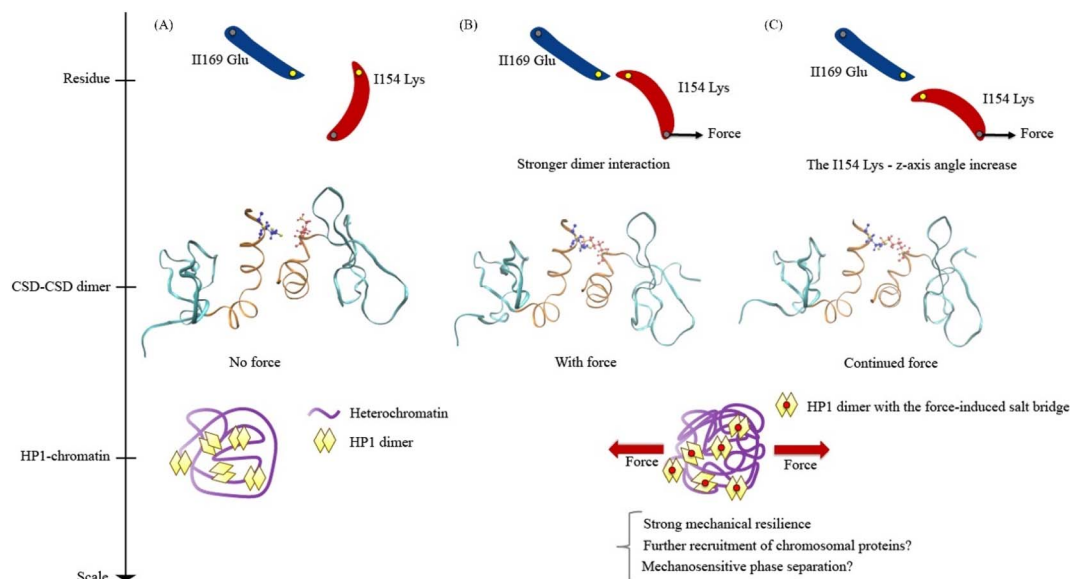 (A)
(B)
(C)
Residue
II169 Glu
I154 Lys
II169 Glu
I154 Lys
Force
Stronger dimer interaction
II169 Glu
I154 Lys
Force
The I154 Lys - z-axis angle increase
CSD-CSD dimer
No force
With force
Continued force
HP1-chromatin
Heterochromatin
HP1 dimer
HP1 dimer with the force-induced salt bridge
Force
Force
Strong mechanical resilience
Further recruitment of chromosomal proteins?
Mechanosensitive phase separation?
Scale